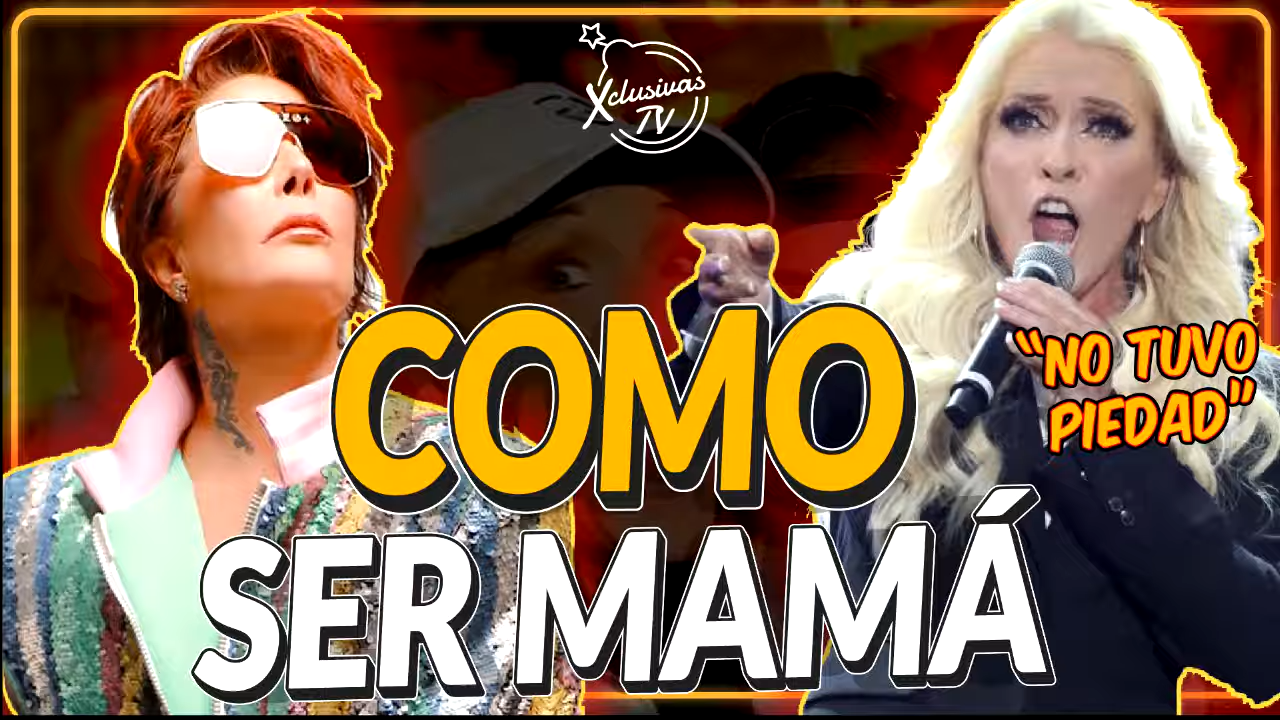 Xclusivas
TV
COMO
SER MAMÁ
“NO TUVO
PIEDAD”